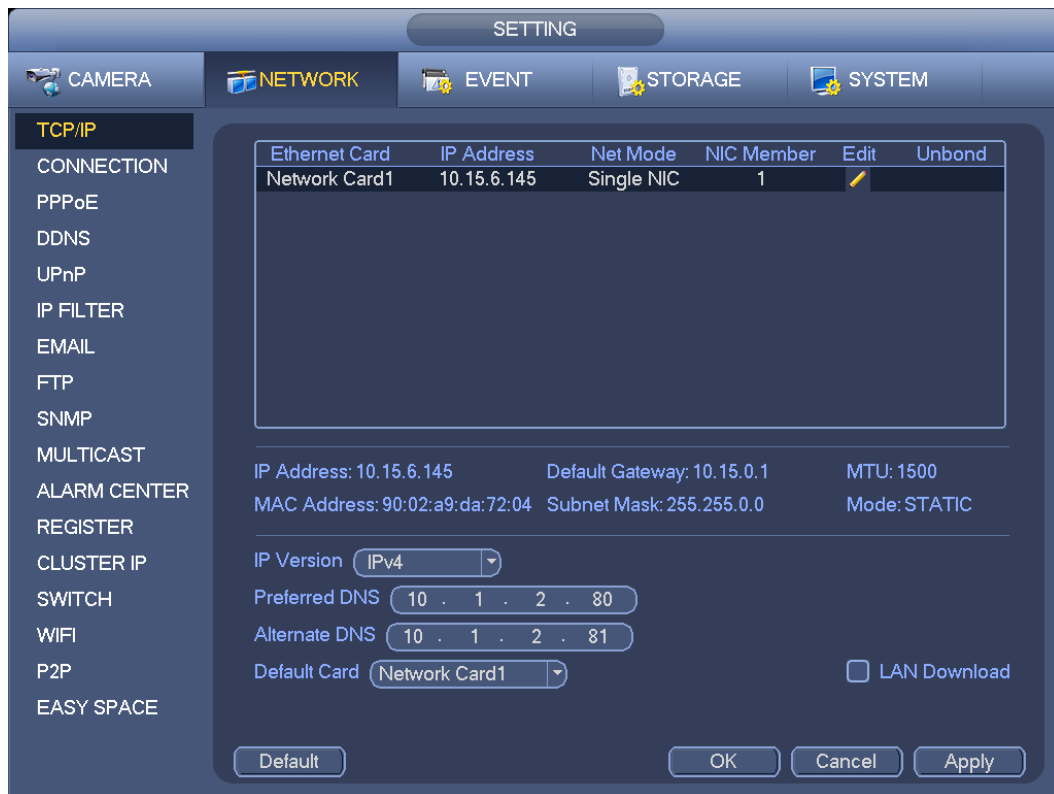 SETTING
CAMERA NETWORK EVENT STORAGE SYSTEM
TCP/IP
CONNECTION
PPPoE
DDNS
UPnP
IP FILTER
EMAIL
FTP
SNMP
MULTICAST
ALARM CENTER
REGISTER
CLUSTER IP
SWITCH
WIFI
P2P
EASY SPACE
Ethernet Card IP Address Net Mode NIC Member Edit Unbond
Network Card1 10.15.6.145 Single NIC 1
IP Address: 10.15.6.145 Default Gateway: 10.15.0.1 MTU: 1500
MAC Address: 90:02:a9:da:72:04 Subnet Mask: 255.255.0.0 Mode: STATIC
IP Version IPv4
Preferred DNS 10 . 1 . 2 . 80
Alternate DNS 10 . 1 . 2 . 81
Default Card Network Card1 LAN Download
Default OK Cancel Apply